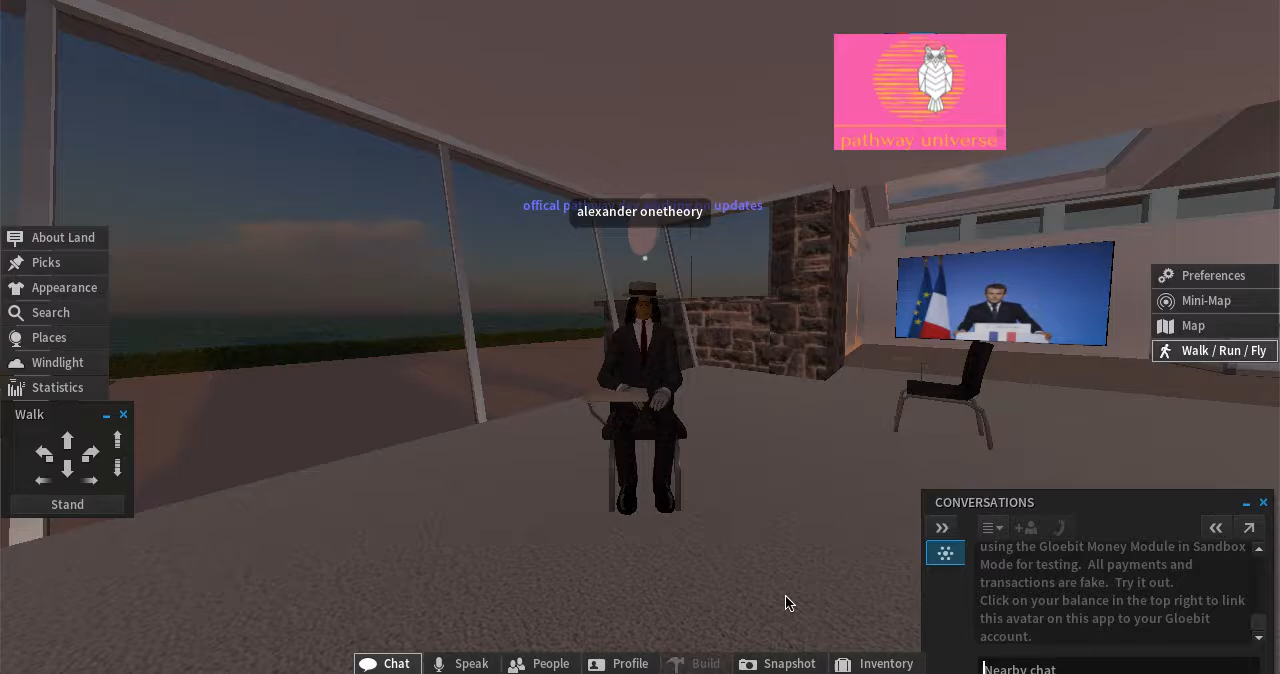 pathway universe
offical
updates
alexander onetheory
About Land
Picks
Appearance
Search
Places
Windlight
Statistics
Walk
Stand
Preferences
Mini-Map
Map
Walk / Run / Fly
CONVERSATIONS
using the Gloebit Money Module in Sandbox
Mode for testing. All payments and
transactions are fake. Try it out.
Click on your balance in the top right to link
this avatar on this app to your Gloebit
account.
Nearby chat
Chat
Speak
People
Profile
Build
Snapshot
Inventory